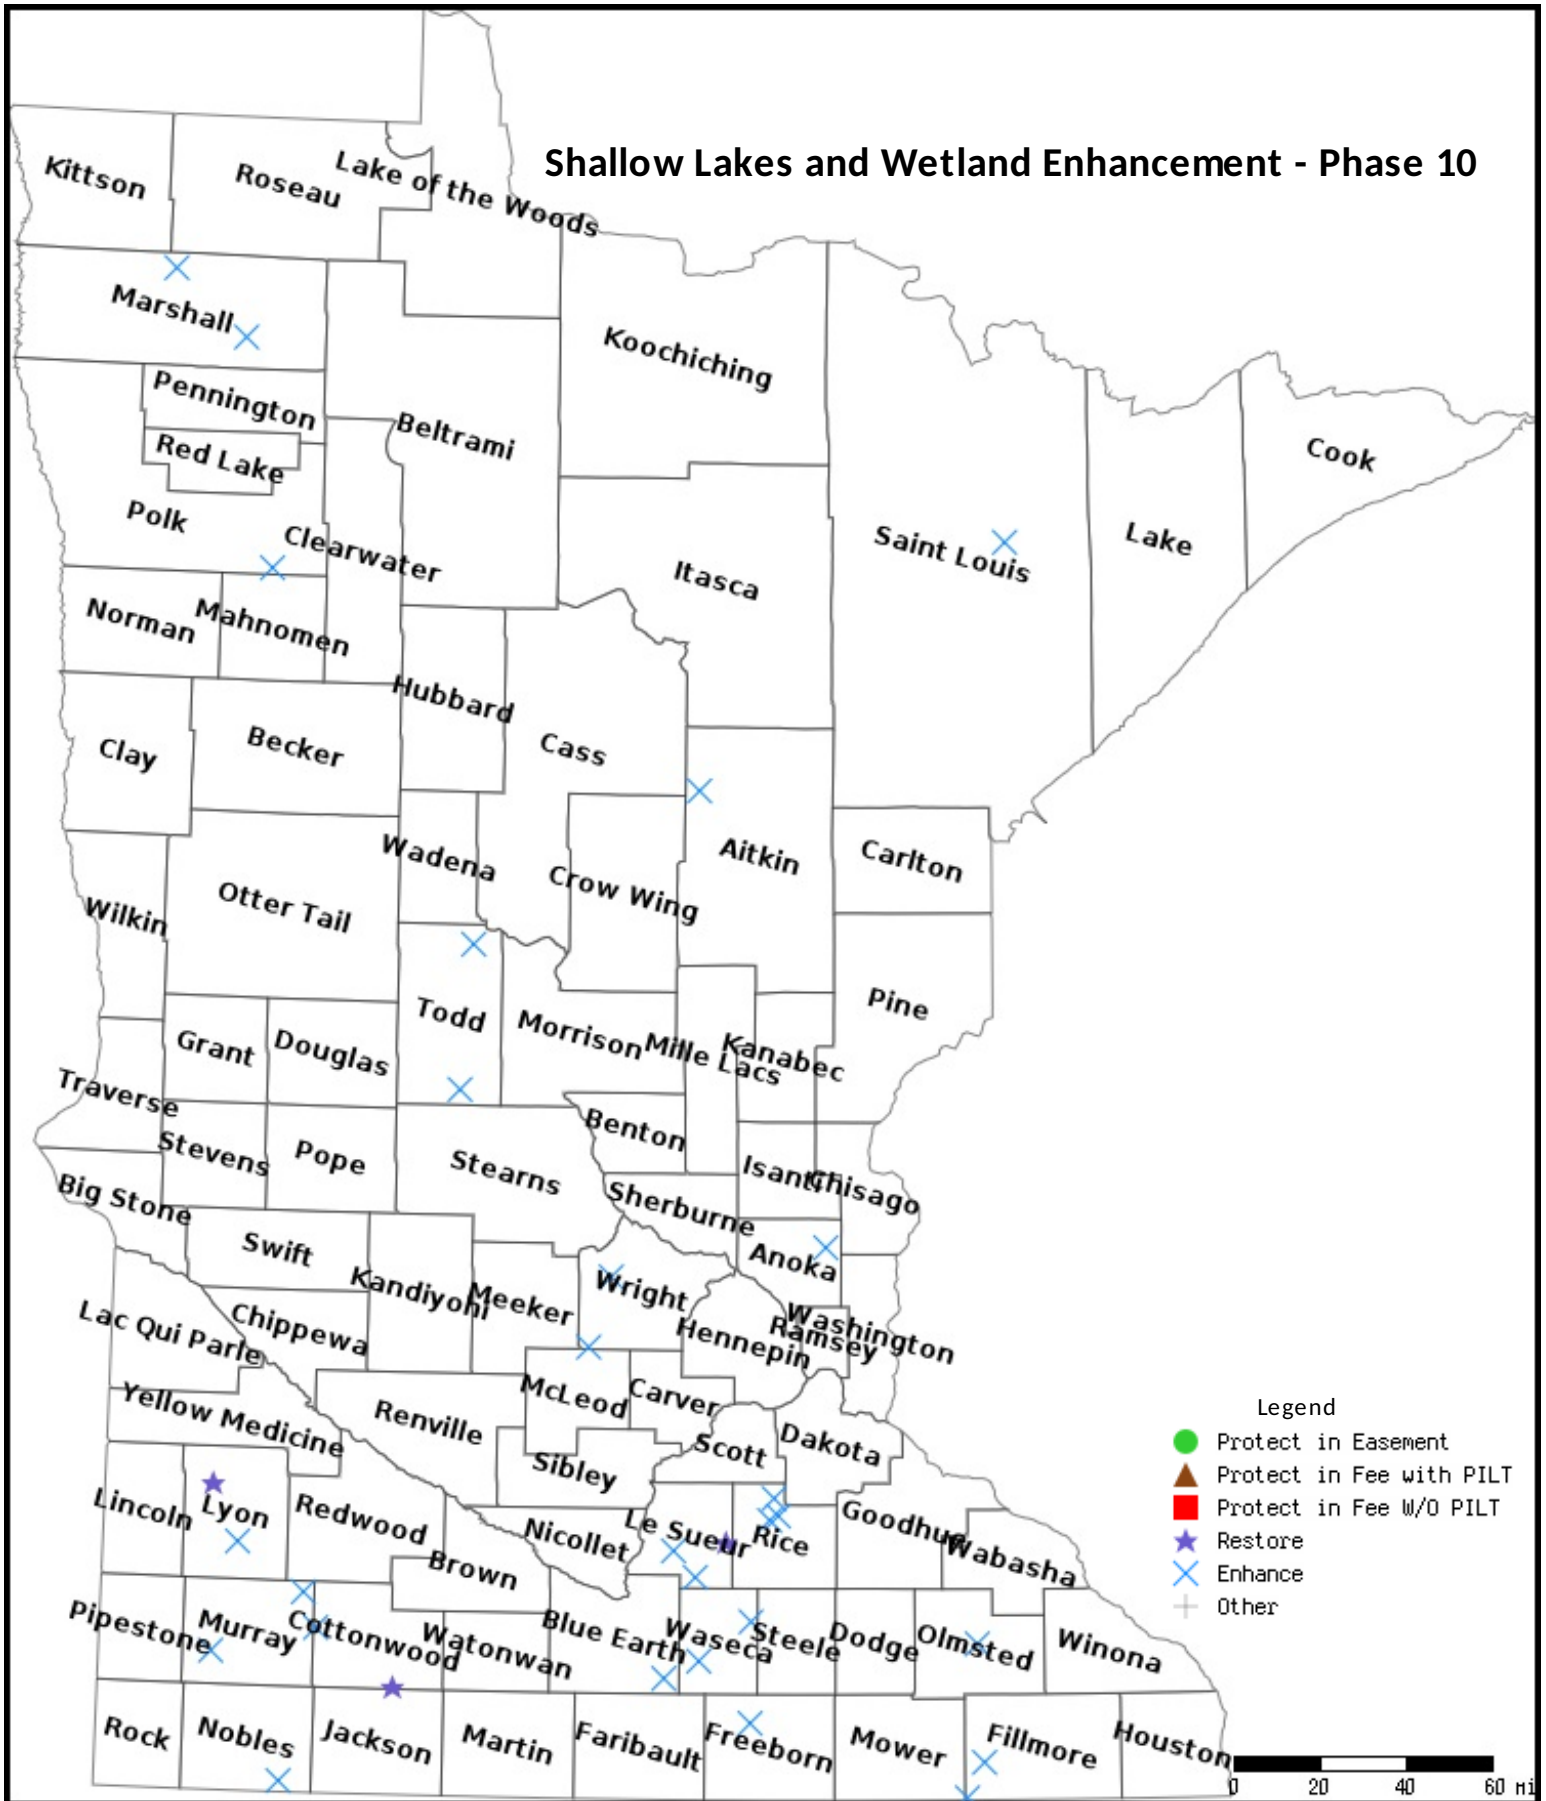 Shallow Lakes and Wetland Enhancement - Phase 10
Kittson
Roseau
Lake of the Woods
Marshall
Koochiching
Pennington
Beltrami
Red Lake
Cook
Polk
Clearwater
Saint Louis
Lake
Itasca
Norman
Mahnomen
Hubbard
Clay
Becker
Cass
Wadena
Aitkin
Carlton
Otter Tail
Crow Wing
Wilkin
Todd
Pine
Grant
Douglas
Morrison
Mille Lacs
Kanabec
Traverse
Benton
Stevens
Pope
Stearns
Isanti
Chisago
Big Stone
Sherburne
Swift
Anoka
Kandiyohi
Meeker
Wright
Lac Qui Parle
Chippewa
Hennepin
Ramsey
Washington
McLeod
Carver
Yellow Medicine
Renville
Scott
Dakota
Sibley
Lincoln
Lyon
Redwood
Nicollet
Le Sueur
Rice
Goodhue
Wabasha
Brown
Pipestone
Murray
Cottonwood
Watonwan
Blue Earth
Waseca
Steele
Dodge
Olmsted
Winona
Rock
Nobles
Jackson
Martin
Faribault
Freeborn
Mower
Fillmore
Houston
Legend
Protect in Easement
Protect in Fee with PILT
Protect in Fee W/O PILT
Restore
Enhance
Other
0 20 40 60 mi